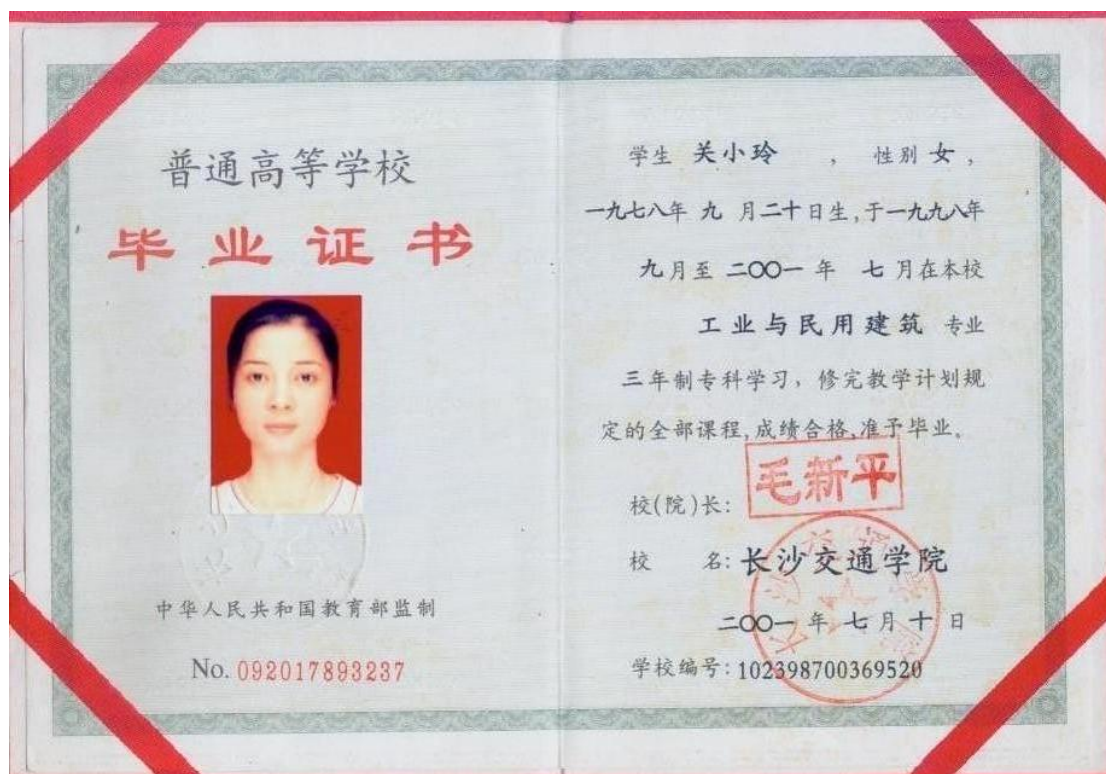 普通高等学校
毕业证书
中华人民共和国教育部监制
No. 092017893237
学生 关小玲 ， 性别 女，
一九七八年 九 月二十日生,于一九九八年
九月至 二〇〇一 年 七 月在本校
工业与民用建筑 专业
三年制专科学习，修完教学计划规
定的全部课程,成绩合格,准予毕业。
校(院)长: 毛新平
校 名: 长沙交通学院
二〇〇一 年 七 月 十 日
学校编号: 102398700369520